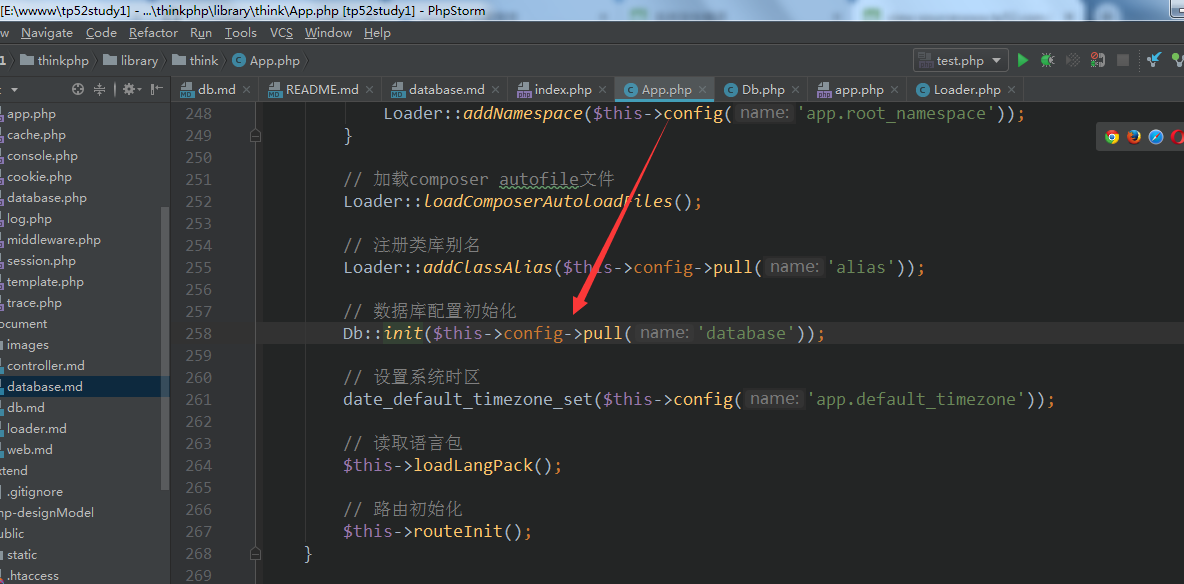 [E:\wwww\tp52study1] - ...\thinkphp\library\think\App.php [tp52study1] - PhpStorm
w Navigate Code Refactor Run Tools VCS Window Help
1 thinkphp library think App.php test.php
db.md README.md database.md index.php App.php Db.php app.php Loader.php
app.php
cache.php
console.php
cookie.php
database.php
log.php
middleware.php
session.php
template.php
trace.php
ocument
images
controller.md
database.md
db.md
loader.md
web.md
xtend
.gitignore
hp-designModel
ublic
static
.htaccess
248 Loader::addNamespace($this->config( name: 'app.root_namespace'));
249 }
250
251 // 加载composer autofile文件
252 Loader::loadComposerAutoloadFiles();
253
254 // 注册类库别名
255 Loader::addClassAlias($this->config->pull( name: 'alias'));
256
257 // 数据库配置初始化
258 Db::init($this->config->pull( name: 'database'));
259
260 // 设置系统时区
261 date_default_timezone_set($this->config( name: 'app.default_timezone'));
262
263 // 读取语言包
264 $this->loadLangPack();
265
266 // 路由初始化
267 $this->routeInit();
268 }
269